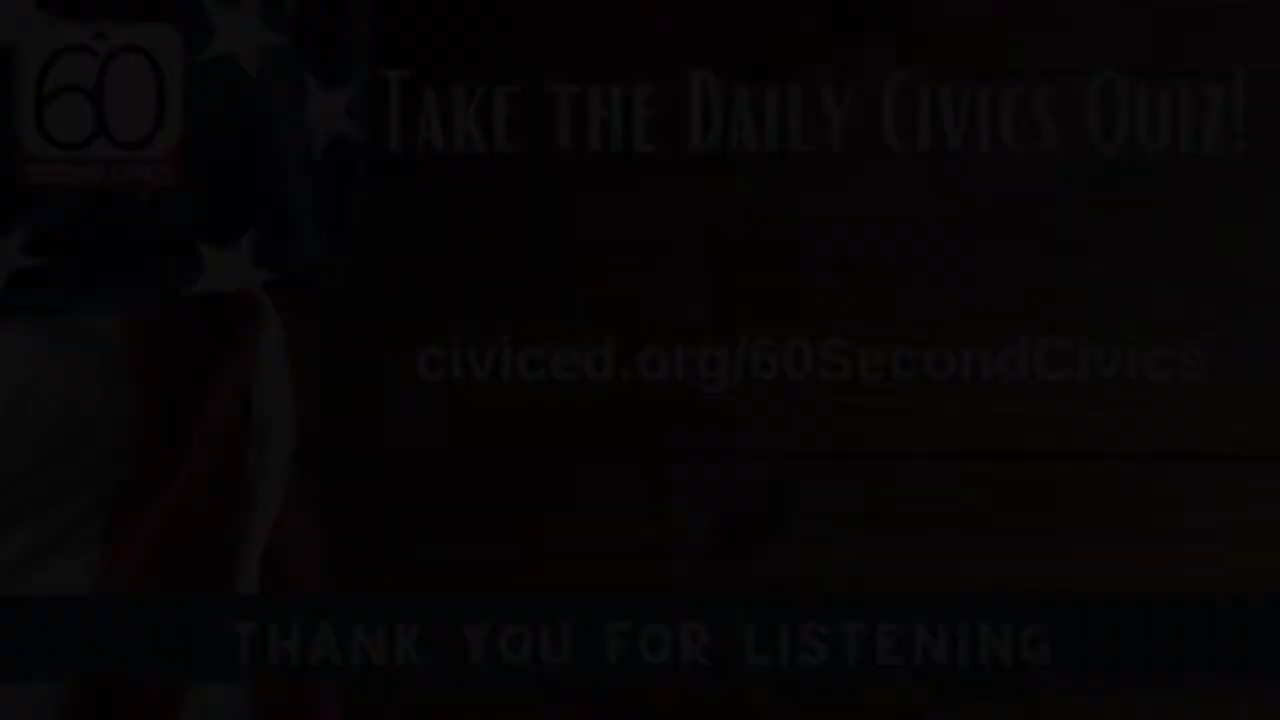 60
TAKE THE DAILY CIVICS QUIZ!
civiced.org/60SecondCivics
THANK YOU FOR LISTENING